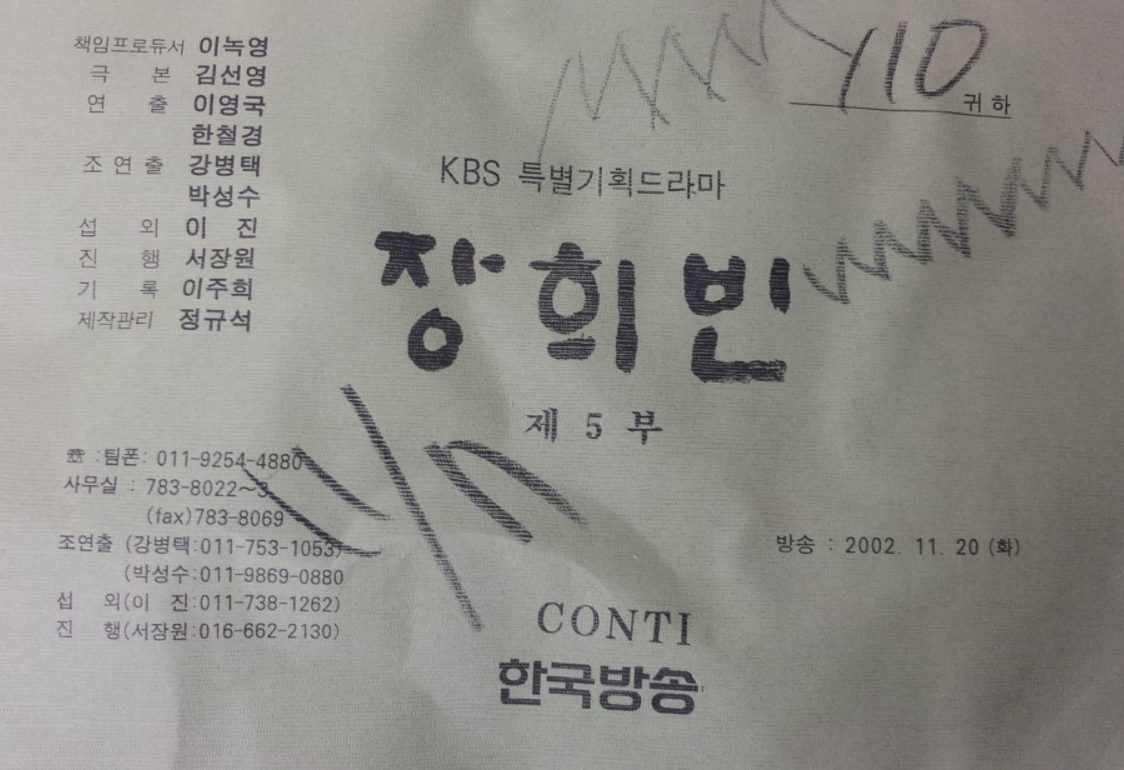 책임프로듀서 이녹영
극 본 김선영
연 출 이영국
한철경
조 연 출 강병택
박성수
섭 외 이 진
진 행 서장원
기 록 이주희
제작관리 정규석
Y10
귀 하
KBS 특별기획드라마
장희빈
제 5 부
☎ :팀폰: 011-9254-4880
사무실 : 783-8022~3
(fax)783-8069
조연출 (강병택:011-753-1053)
(박성수:011-9869-0880
섭 외(이 진:011-738-1262)
진 행(서장원:016-662-2130)
방송 : 2002. 11. 20 (화)
CONTI
한국방송